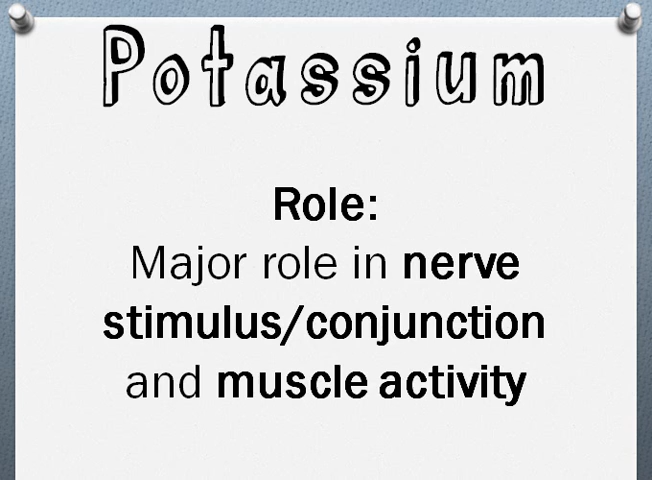 Potassium
Role:
Major role in nerve
stimulus/conjunction
and muscle activity